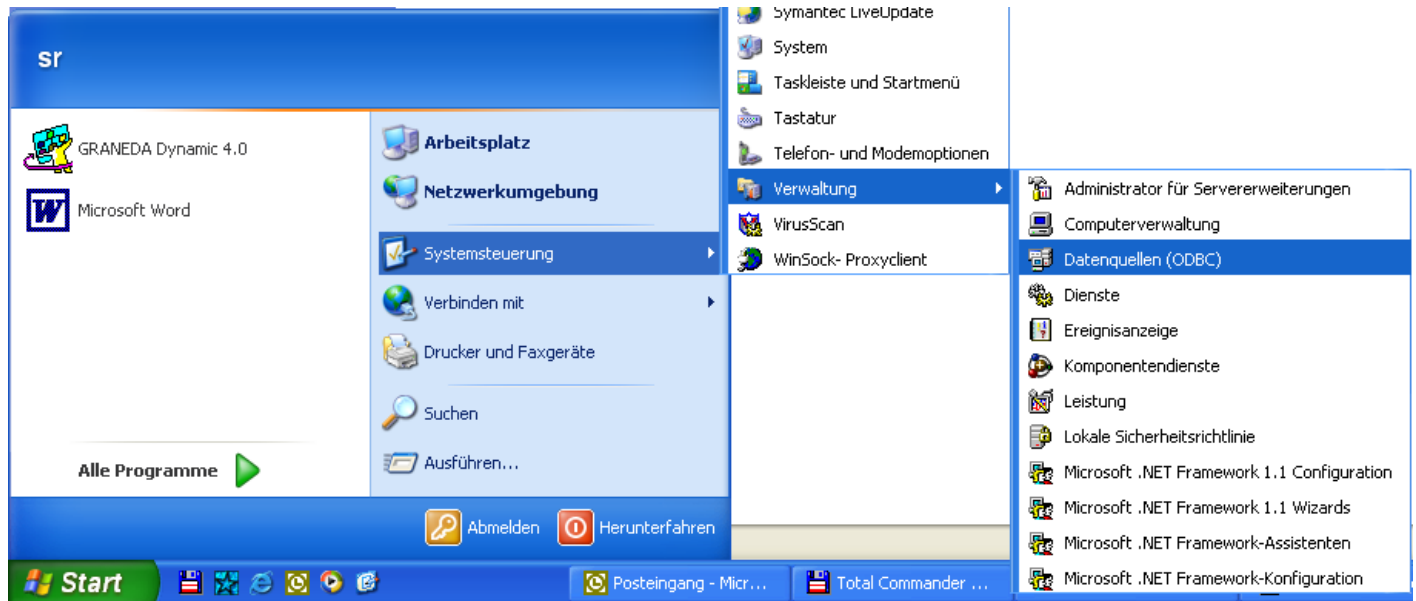 sr
GRANEDA Dynamic 4.0
Microsoft Word
Alle Programme
Arbeitsplatz
Netzwerkumgebung
Systemsteuerung
Verbinden mit
Drucker und Faxgeräte
Suchen
Ausführen...
Abmelden
Herunterfahren
Symantec LiveUpdate
System
Taskleiste und Startmenü
Tastatur
Telefon- und Modemoptionen
Verwaltung
VirusScan
WinSock- Proxyclient
Administrator für Servererweiterungen
Computerverwaltung
Datenquellen (ODBC)
Dienste
Ereignisanzeige
Komponentendienste
Leistung
Lokale Sicherheitsrichtlinie
Microsoft .NET Framework 1.1 Configuration
Microsoft .NET Framework 1.1 Wizards
Microsoft .NET Framework-Assistenten
Microsoft .NET Framework-Konfiguration
Start
Posteingang - Micr...
Total Commander ...